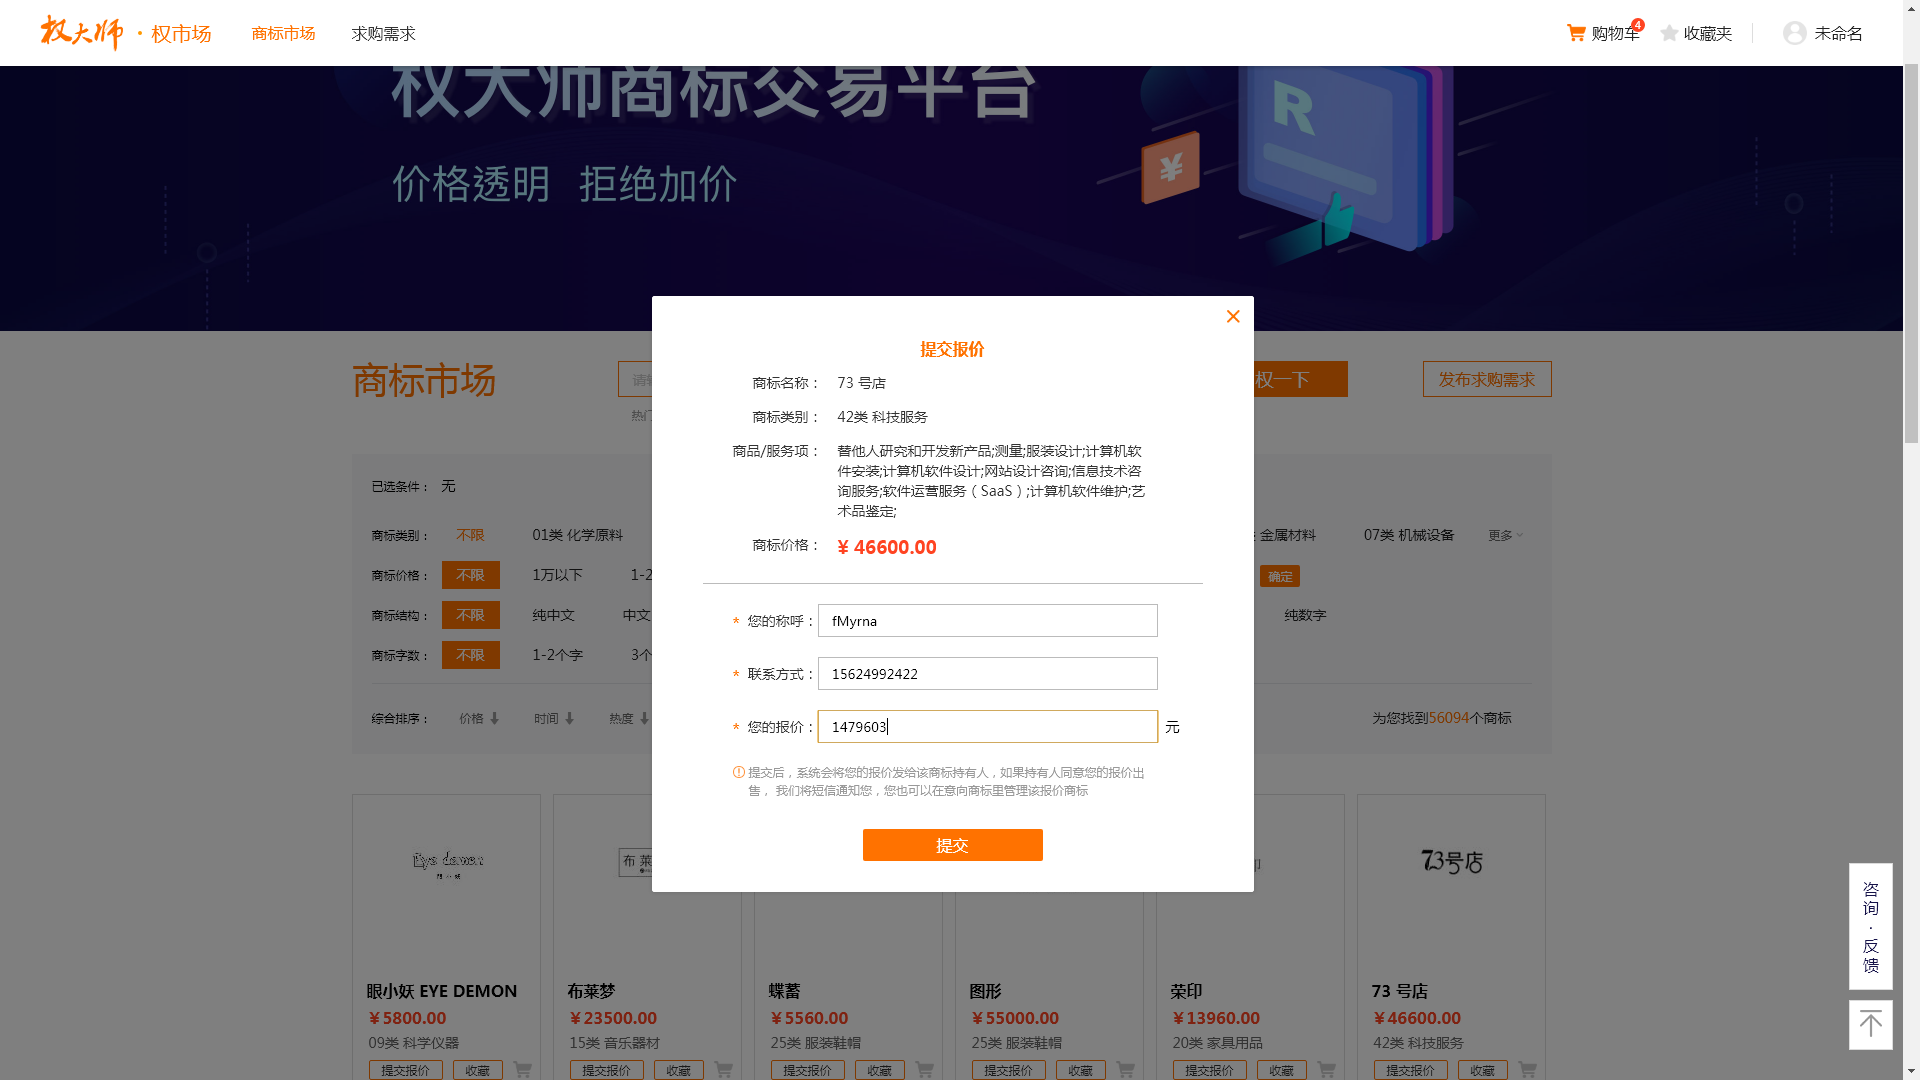 权大师 · 权市场
商标市场
求购需求
购物车
4
收藏夹
未命名
权大师商标交易平台
R
¥
价格透明 拒绝加价
商标市场
权一下
发布求购需求
热门
已选条件： 无
商标类别： 不限 01类 化学原料 金属材料 07类 机械设备 更多
商标价格： 不限 1万以下 1-2 确定
商标结构： 不限 纯中文 中文 纯数字
商标字数： 不限 1-2个字 3个
综合排序： 价格 时间 热度 为您找到56094个商标
提交报价
商标名称： 73 号店
商标类别： 42类 科技服务
商品/服务项： 替他人研究和开发新产品;测量;服装设计;计算机软
件安装;计算机软件设计;网站设计咨询;信息技术咨
询服务;软件运营服务（SaaS）;计算机软件维护;艺
术品鉴定;
商标价格： ¥ 46600.00
* 您的称呼： fMyrna
* 联系方式： 15624992422
* 您的报价： 1479603 元
提交后，系统会将您的报价发给该商标持有人，如果持有人同意您的报价出
售， 我们将短信通知您，您也可以在意向商标里管理该报价商标
提交
Eye demon
布莱
73号店
眼小妖 EYE DEMON
￥5800.00
09类 科学仪器
提交报价 收藏
布莱梦
￥23500.00
15类 音乐器材
提交报价 收藏
蝶蓄
￥5560.00
25类 服装鞋帽
提交报价 收藏
图形
￥55000.00
25类 服装鞋帽
提交报价 收藏
荣印
￥13960.00
20类 家具用品
提交报价 收藏
73 号店
￥46600.00
42类 科技服务
提交报价 收藏
咨询·反馈